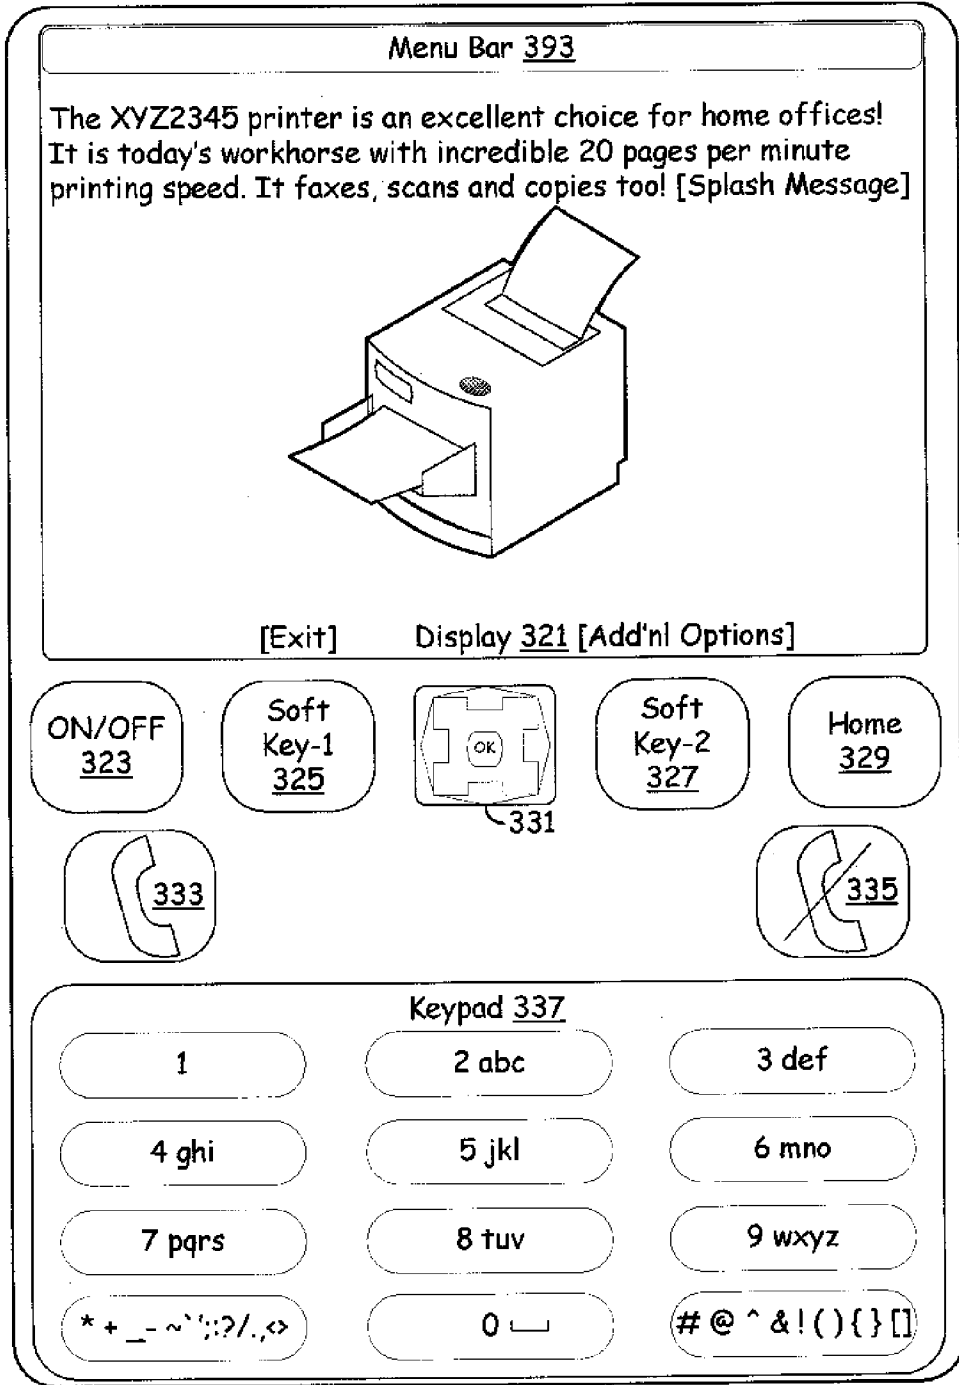 Menu Bar 393
The XYZ2345 printer is an excellent choice for home offices!
It is today's workhorse with incredible 20 pages per minute
printing speed. It faxes, scans and copies too! [Splash Message]
[Exit] Display 321 [Add'nl Options]
ON/OFF
323
Soft
Key-1
325
OK
331
Soft
Key-2
327
Home
329
333
335
Keypad 337
1
2 abc
3 def
4 ghi
5 jkl
6 mno
7 pqrs
8 tuv
9 wxyz
* + _- ~`';:?/.,<>
0 ⌴
# @ ^ & ! ( ) { } []